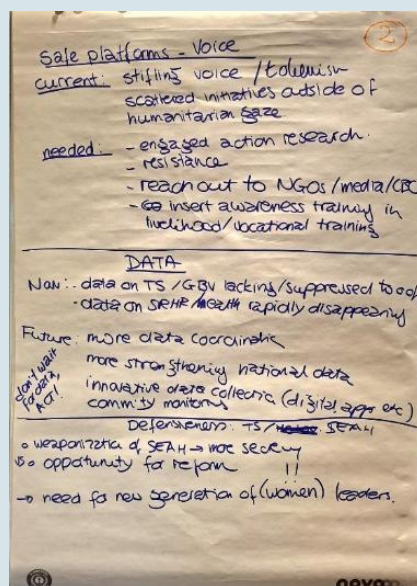 2
Safe platforms - Voice
current: stifling voice / tokenism
scattered initiatives outside of
humanitarian gaze
needed: - engaged action research.
- resistance
- reach out to NGOs/media/CBO
- insert awareness training in
livelihood/vocational training
DATA
Now: - data on TS/GBV lacking/suppressed to
- data on SRHR/health rapidly disappearing
Future: more data coordination
more strengthening national data
innovative data collection (digital, apps etc)
community monitoring
don't wait
for data,
ACT!
Defensiveness: TS/ SEAH
o weaponization of SEAH → more secrecy
o opportunity for reform !!
→ need for new generation of (women) leaders.